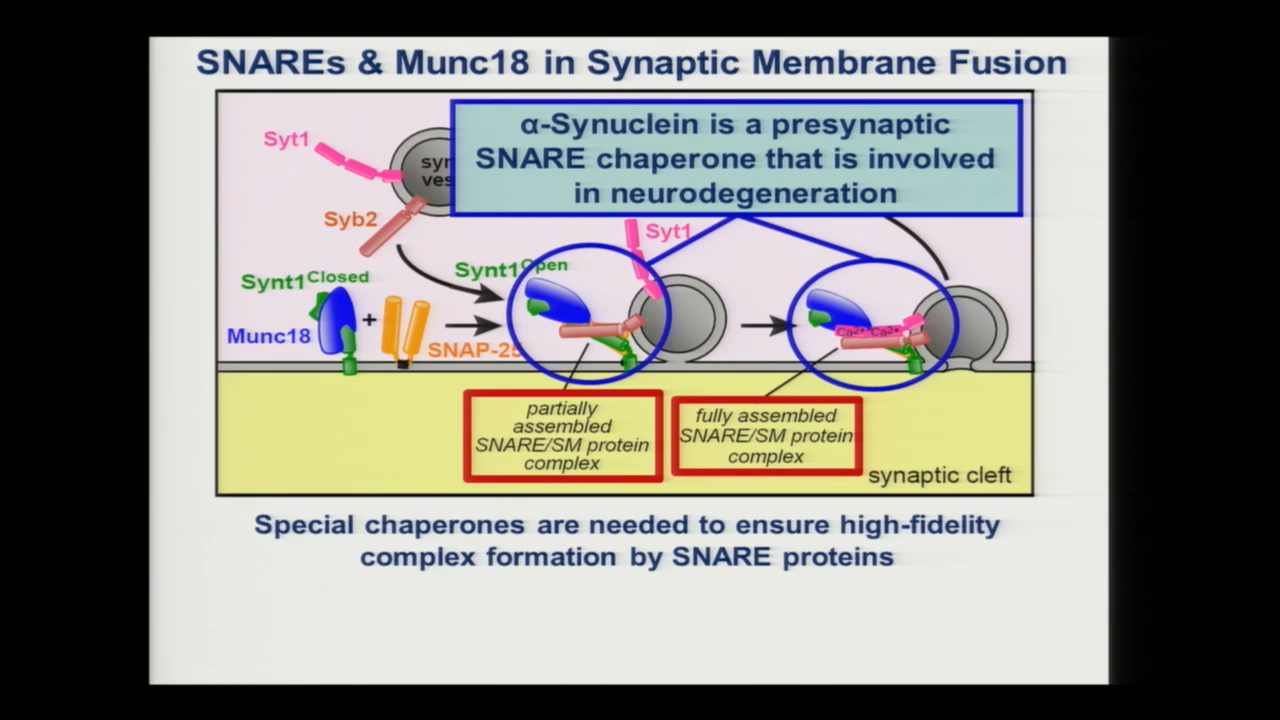 SNAREs & Munc18 in Synaptic Membrane Fusion
α-Synuclein is a presynaptic
SNARE chaperone that is involved
in neurodegeneration
Syt1
Syb2
Syt1
Synt1Open
Synt1Closed
Munc18
+
SNAP-25
Ca2+ Ca2+
partially
assembled
SNARE/SM protein
complex
fully assembled
SNARE/SM protein
complex
synaptic cleft
Special chaperones are needed to ensure high-fidelity
complex formation by SNARE proteins